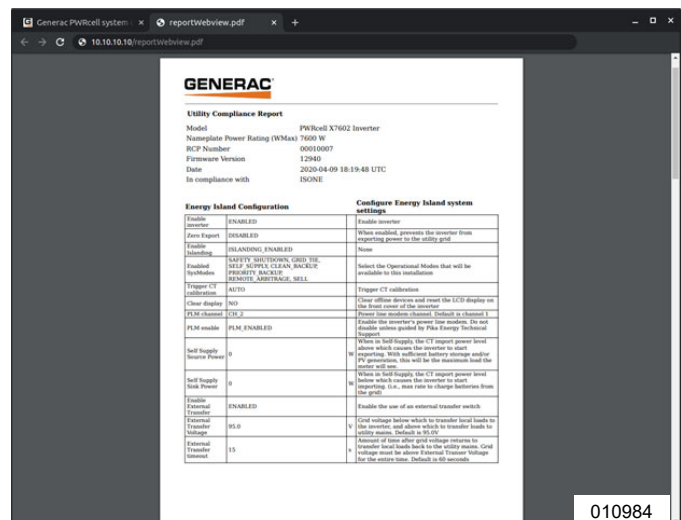 Generac PWRcell system
reportWebview.pdf
10.10.10.10/reportWebview.pdf
GENERAC
Utility Compliance Report
Model PWRcell X7602 Inverter
Nameplate Power Rating (WMax) 7600 W
RCP Number 00010007
Firmware Version 12940
Date 2020-04-09 18:19:48 UTC
In compliance with ISONE
Energy Island Configuration
Configure Energy Island system
settings
Enable
inverter
ENABLED
Enable inverter
Zero Export
DISABLED
When enabled, prevents the inverter from
exporting power to the utility grid
Enable
Islanding
ISLANDING_ENABLED
None
Enabled
SysModes
SAFETY_SHUTDOWN, GRID_TIE,
SELF_SUPPLY, CLEAN_BACKUP,
PRIORITY_BACKUP,
REMOTE_ARBITRAGE, SELL
Select the Operational Modes that will be
available to this installation
Trigger CT
calibration
AUTO
Trigger CT calibration
Clear display
NO
Clear offline devices and reset the LCD display on
the front cover of the inverter
PLM channel
CH_2
Power line modem channel. Default is channel 1
PLM enable
PLM_ENABLED
Enable the inverter's power line modem. Do not
disable unless guided by Pika Energy Technical
Support
Self Supply
Source Power
0
W
When in Self-Supply, the CT import power level
above which causes the inverter to start
exporting. With sufficient battery storage and/or
PV generation, this will be the maximum load the
meter will see.
Self Supply
Sink Power
0
W
When in Self-Supply, the CT import power level
below which causes the inverter to start
importing. (i.e., max rate to charge batteries from
the grid)
Enable
External
Transfer
ENABLED
Enable the use of an external transfer switch
External
Transfer
Voltage
95.0
V
Grid voltage below which to transfer local loads to
the inverter, and above which to transfer loads to
utility mains. Default is 95.0V
External
Transfer
timeout
15
s
Amount of time after grid voltage returns to
transfer local loads back to the utility mains. Grid
voltage must be above External Transer Voltage
for the entire time. Default is 60 seconds
010984